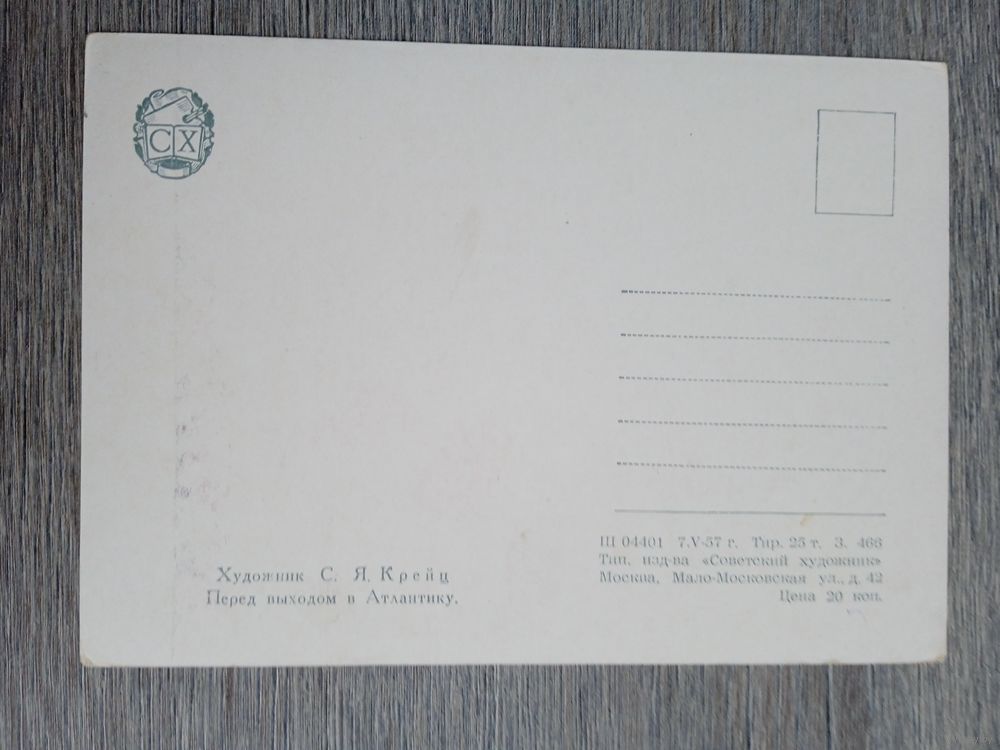 СХ
Художник С. Я. Крейц
Перед выходом в Атлантику.
Ш 04401 7.V-57 г. Тир. 25 т. З. 466
Тип. изд-ва «Советский художник»
Москва, Мало-Московская ул., д. 42
Цена 20 коп.